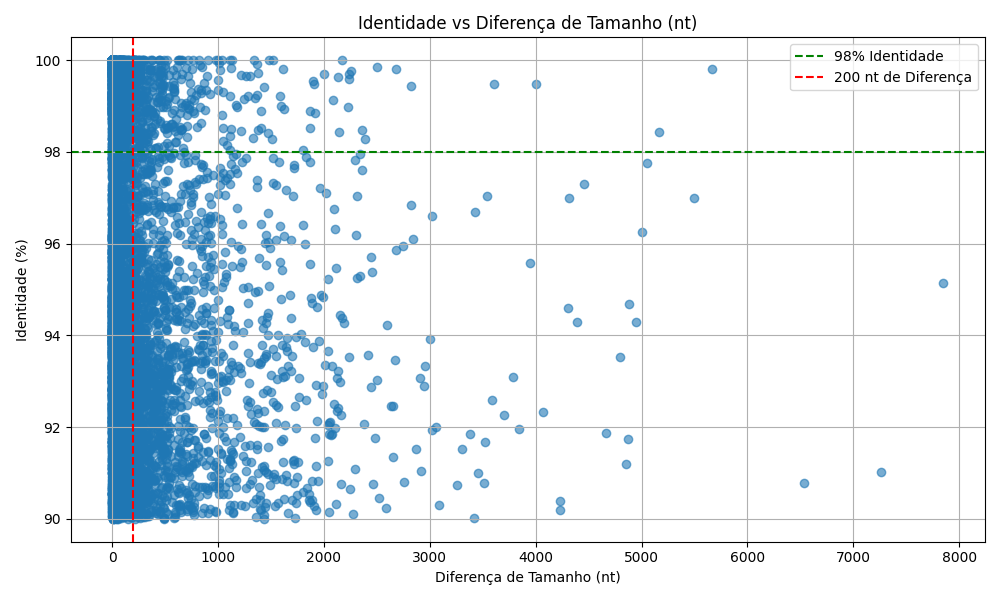 Identidade vs Diferença de Tamanho (nt)
98% Identidade
200 nt de Diferença
Identidade (%)
100
98
96
94
92
90
0 1000 2000 3000 4000 5000 6000 7000 8000
Diferença de Tamanho (nt)